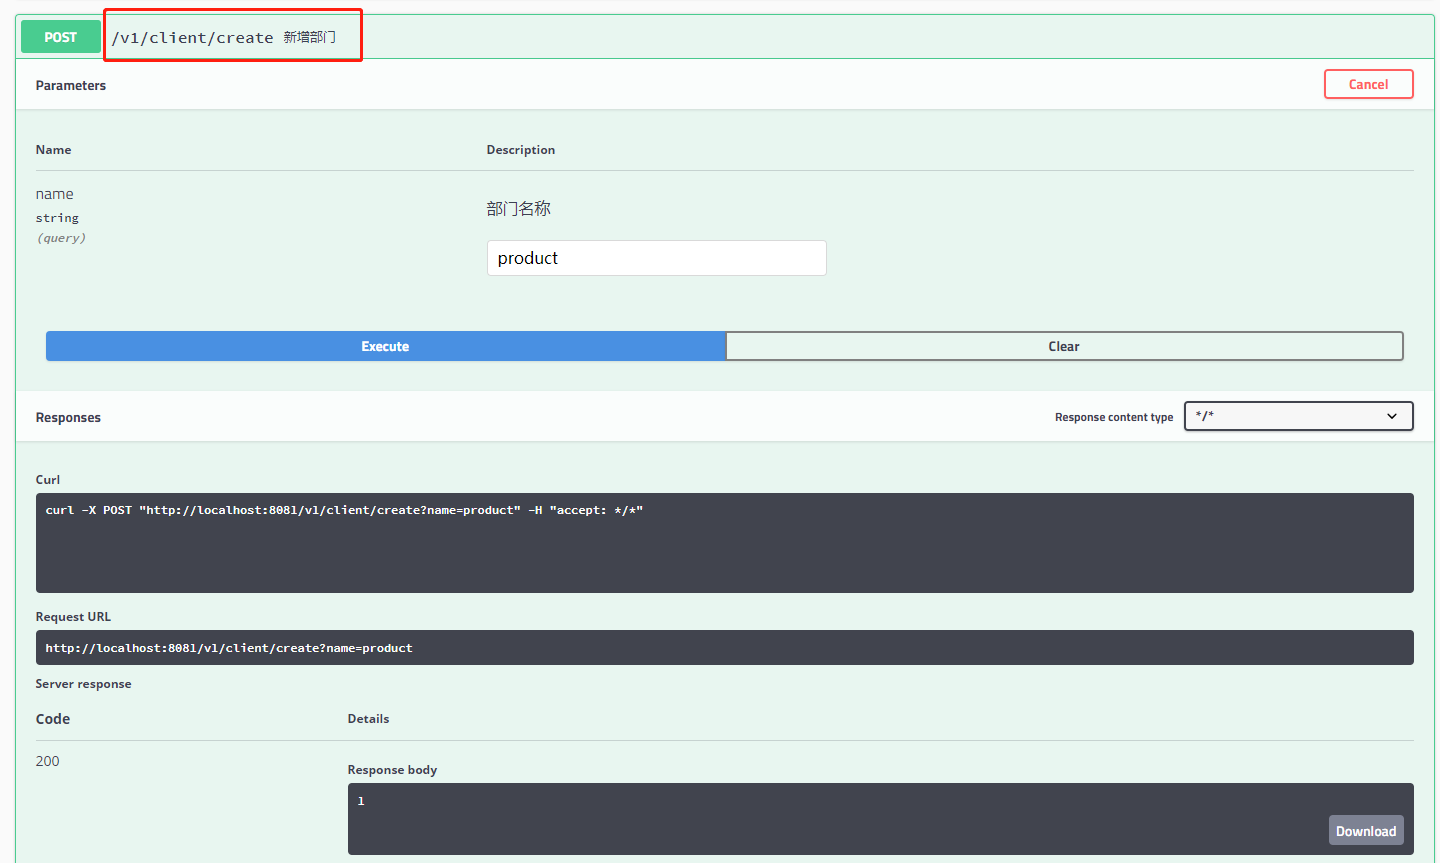 POST /v1/client/create 新增部门
Parameters Cancel
Name Description
name
string
(query)
部门名称
product
Execute Clear
Responses Response content type */*
Curl
curl -X POST "http://localhost:8081/v1/client/create?name=product" -H "accept: */*"
Request URL
http://localhost:8081/v1/client/create?name=product
Server response
Code Details
200
Response body
1
Download